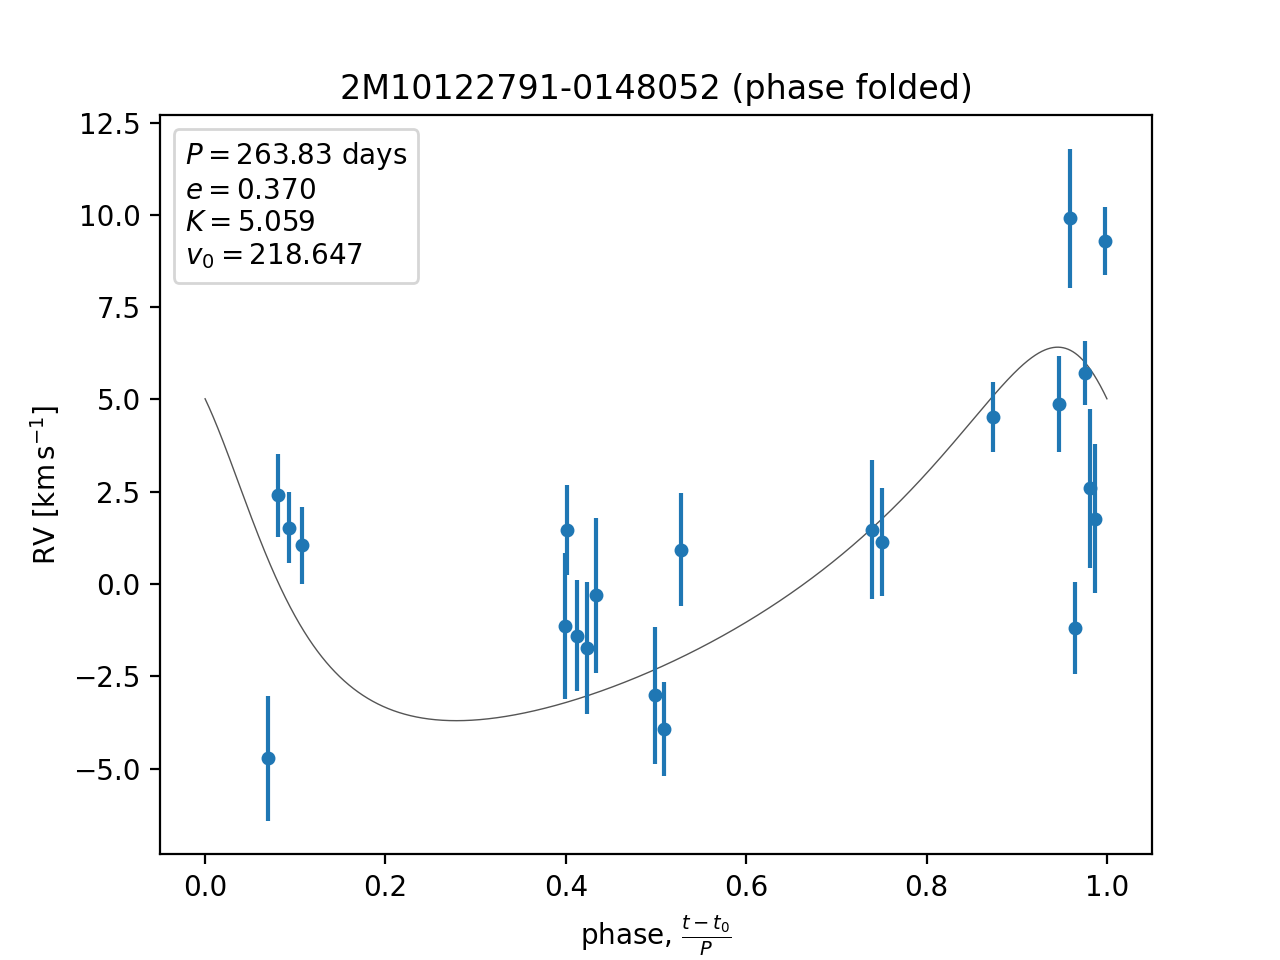 2M10122791-0148052 (phase folded)
P = 263.83 days
e = 0.370
K = 5.059
v₀ = 218.647
12.5
10.0
7.5
5.0
2.5
0.0
−2.5
−5.0
RV [km s⁻¹]
0.0 0.2 0.4 0.6 0.8 1.0
phase, (t − t₀)/P